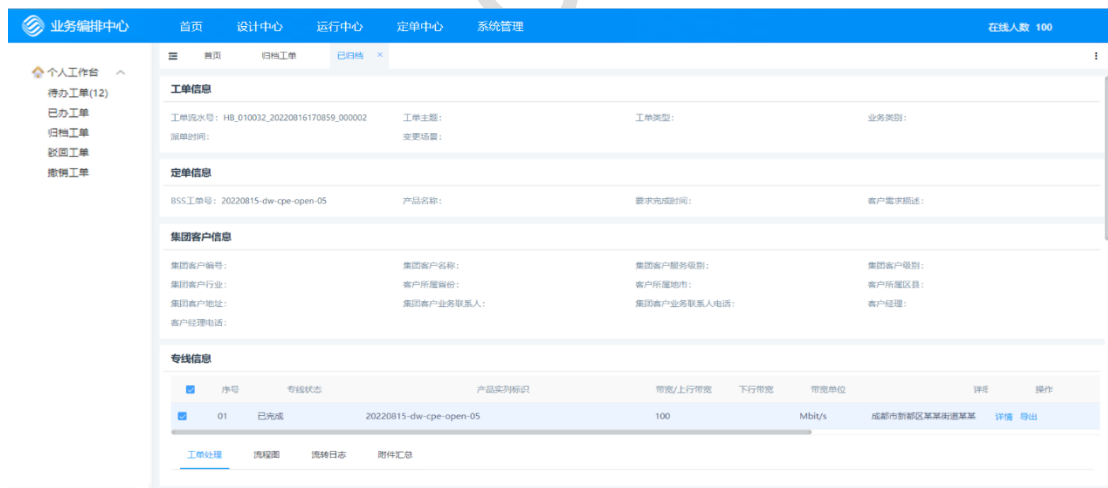 业务编排中心 首页 设计中心 运行中心 定单中心 系统管理 在线人数 100
首页 归档工单 已归档 ×
个人工作台
待办工单(12)
已办工单
归档工单
驳回工单
撤销工单
工单信息
工单流水号: HB_010032_20220816170859_000002 工单主题: 工单类型: 业务类别:
派单时间: 变更场景:
定单信息
BSS工单号: 20220815-dw-cpe-open-05 产品名称: 要求完成时间: 客户需求描述:
集团客户信息
集团客户编号: 集团客户名称: 集团客户服务级别: 集团客户级别:
集团客户行业: 客户所属省份: 客户所属地市: 客户所属区县:
集团客户地址: 集团客户业务联系人: 集团客户业务联系人电话: 客户经理:
客户经理电话:
专线信息
序号 专线状态 产品实列标识 带宽/上行带宽 下行带宽 带宽单位 详 操作
01 已完成 20220815-dw-cpe-open-05 100 Mbit/s 成都市新都区某某街道某某 详情 导出
工单处理 流程图 流转日志 附件汇总